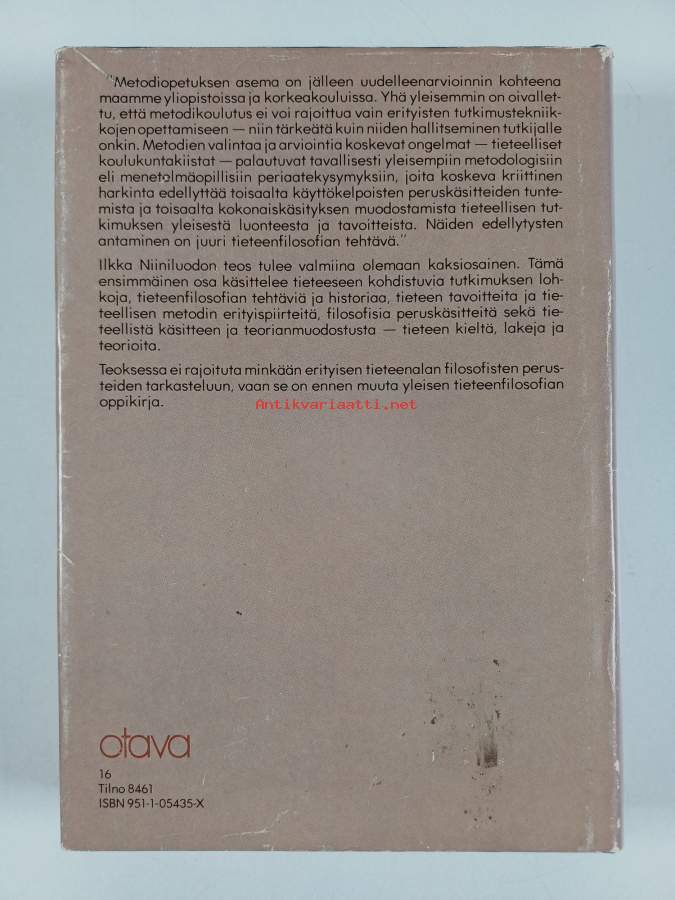 "Metodiopetuksen asema on jälleen uudelleenarvioinnin kohteena
maamme yliopistoissa ja korkeakouluissa. Yhä yleisemmin on oivallet-
tu, että metodikoulutus ei voi rajoittua vain erityisten tutkimustekniik-
kojen opettamiseen — niin tärkeätä kuin niiden hallitseminen tutkijalle
onkin. Metodien valintaa ja arviointia koskevat ongelmat — tieteelliset
koulukuntakiistat — palautuvat tavallisesti yleisempiin metodologisiin
eli menetelmäopillisiin periaatekysymyksiin, joita koskeva kriittinen
harkinta edellyttää toisaalta käyttökelpoisten peruskäsitteiden tunte-
mista ja toisaalta kokonaiskäsityksen muodostamista tieteellisen tut-
kimuksen yleisestä luonteesta ja tavoitteista. Näiden edellytysten
antaminen on juuri tieteenfilosofian tehtävä."
Ilkka Niiniluodon teos tulee valmiina olemaan kaksiosainen. Tämä
ensimmäinen osa käsittelee tieteeseen kohdistuvia tutkimuksen loh-
koja, tieteenfilosofian tehtäviä ja historiaa, tieteen tavoitteita ja tie-
teellisen metodin erityispiirteitä, filosofisia peruskäsitteitä sekä tie-
teellistä käsitteen ja teorianmuodostusta — tieteen kieltä, lakeja ja
teorioita.
Teoksessa ei rajoituta minkään erityisen tieteenalan filosofisten perus-
teiden tarkasteluun, vaan se on ennen muuta yleisen tieteenfilosofian
oppikirja.
Antikvariaatti.net
otava
16
Tilno 8461
ISBN 951-1-05435-X